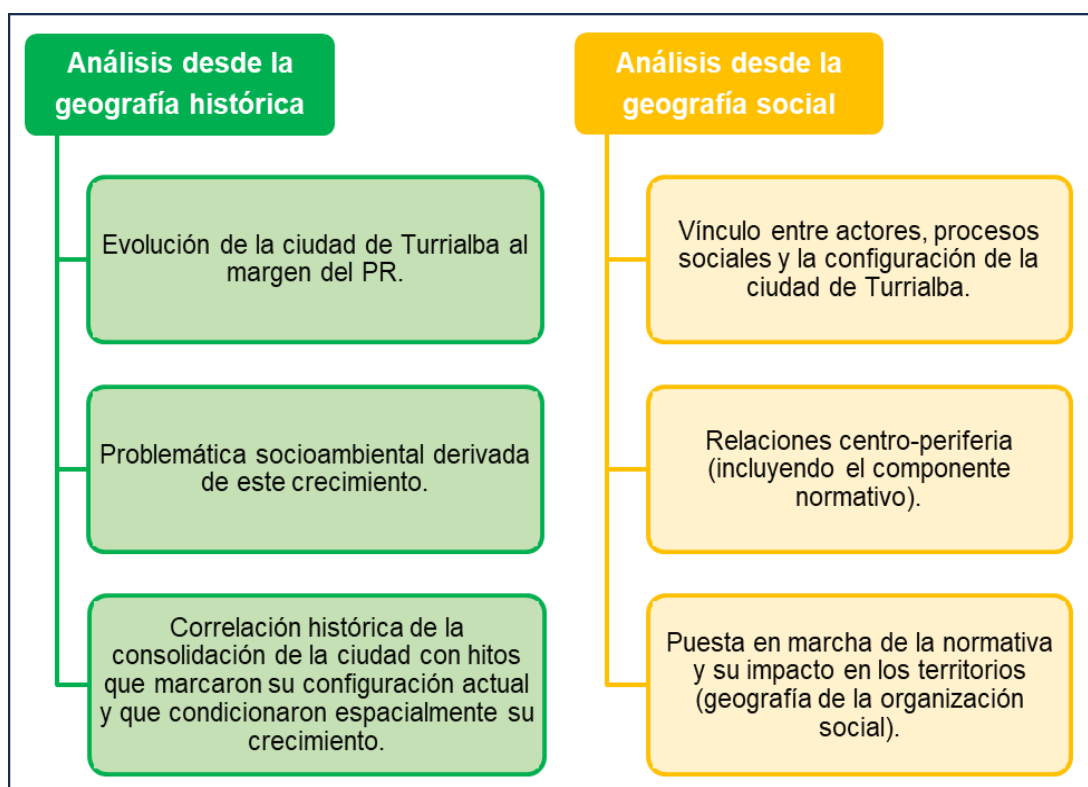 Análisis desde la
geografía histórica
Evolución de la ciudad de Turrialba al
margen del PR.
Problemática socioambiental derivada
de este crecimiento.
Correlación histórica de la
consolidación de la ciudad con hitos
que marcaron su configuración actual
y que condicionaron espacialmente su
crecimiento.
Análisis desde la
geografía social
Vínculo entre actores, procesos
sociales y la configuración de la
ciudad de Turrialba.
Relaciones centro-periferia
(incluyendo el componente
normativo).
Puesta en marcha de la normativa
y su impacto en los territorios
(geografía de la organización
social).